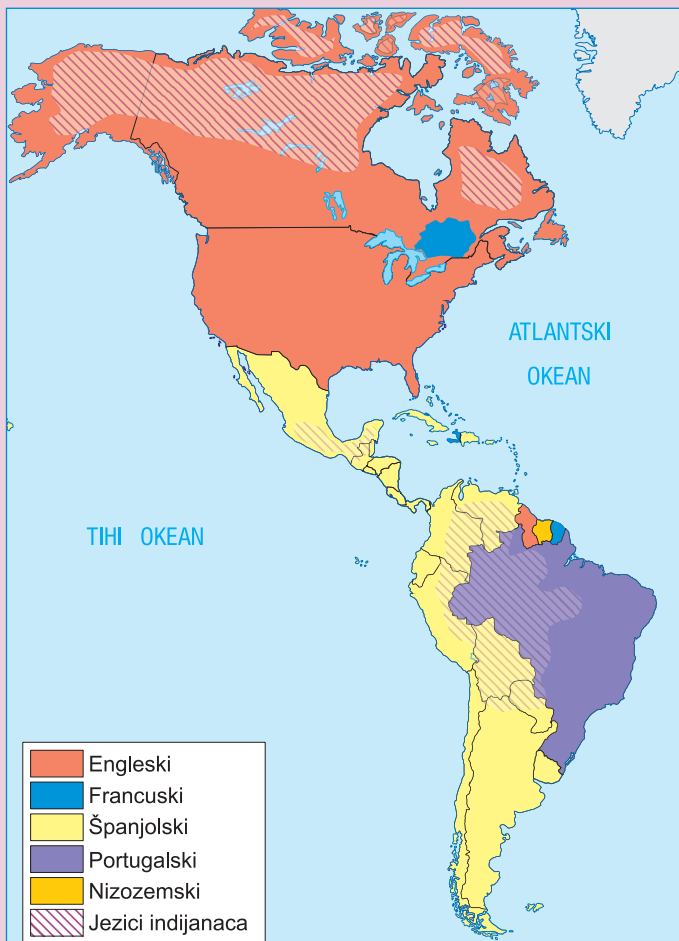 ATLANTSKI
OKEAN
TIHI OKEAN
Engleski
Francuski
Španjolski
Portugalski
Nizozemski
Jezici indijanaca